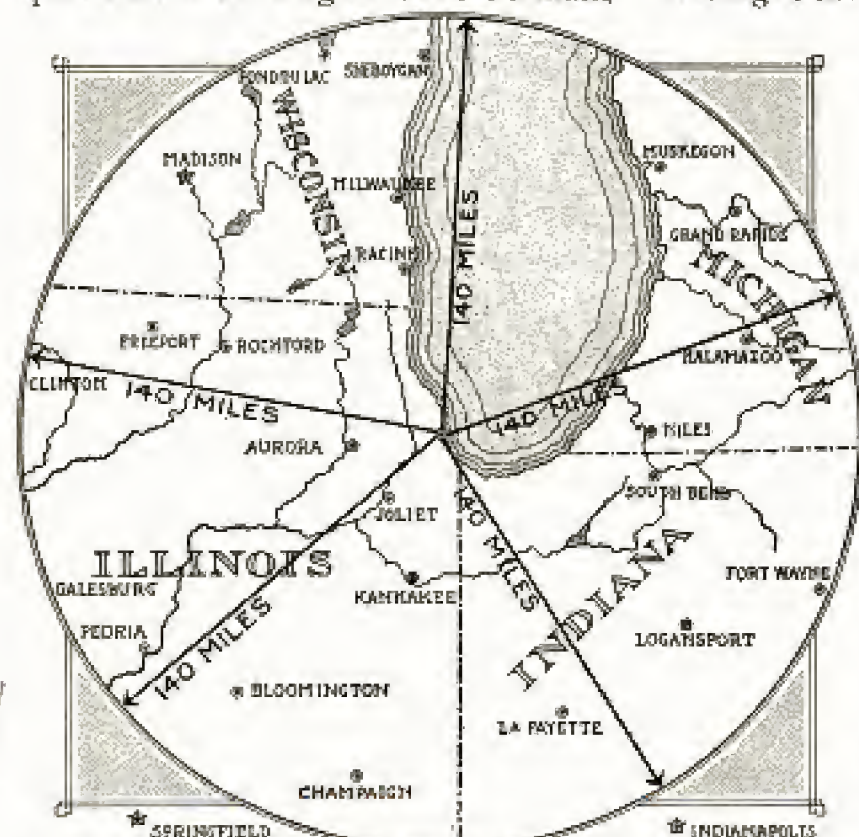 FOND DU LAC
SHEBOYGAN
WISCONSIN
MADISON
MUSKEGON
MILWAUKEE
GRAND RAPIDS
140 MILES
RACINE
MICHIGAN
FREEPORT
ROCKFORD
KALAMAZOO
CLINTON
140 MILES
140 MILES
NILES
AURORA
SOUTH BEND
JOLIET
140 MILES
ILLINOIS
INDIANA
GALESBURG
KANKAKEE
FORT WAYNE
PEORIA
140 MILES
LOGANSPORT
BLOOMINGTON
LA FAYETTE
CHAMPAIGN
SPRINGFIELD
INDIANAPOLIS